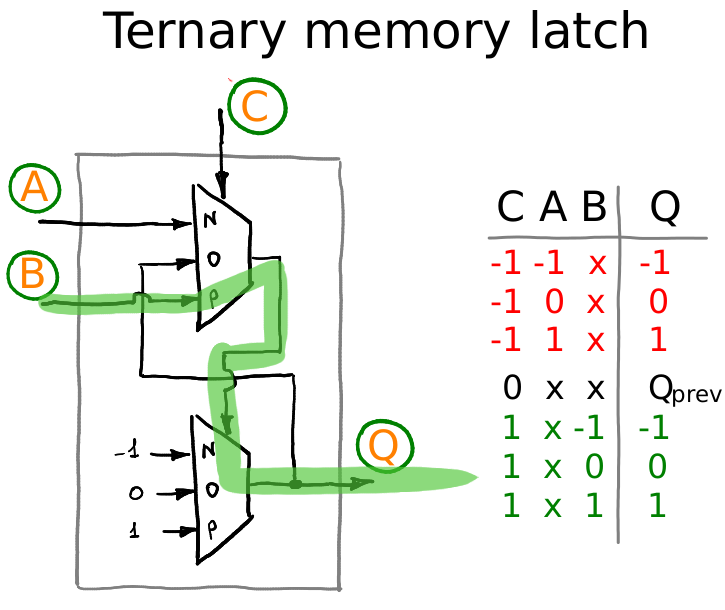 Ternary memory latch
C
A
B
N
O
P
-1
0
1
N
O
P
Q
C A B Q
-1 -1 x -1
-1 0 x 0
-1 1 x 1
0 x x Qprev
1 x -1 -1
1 x 0 0
1 x 1 1